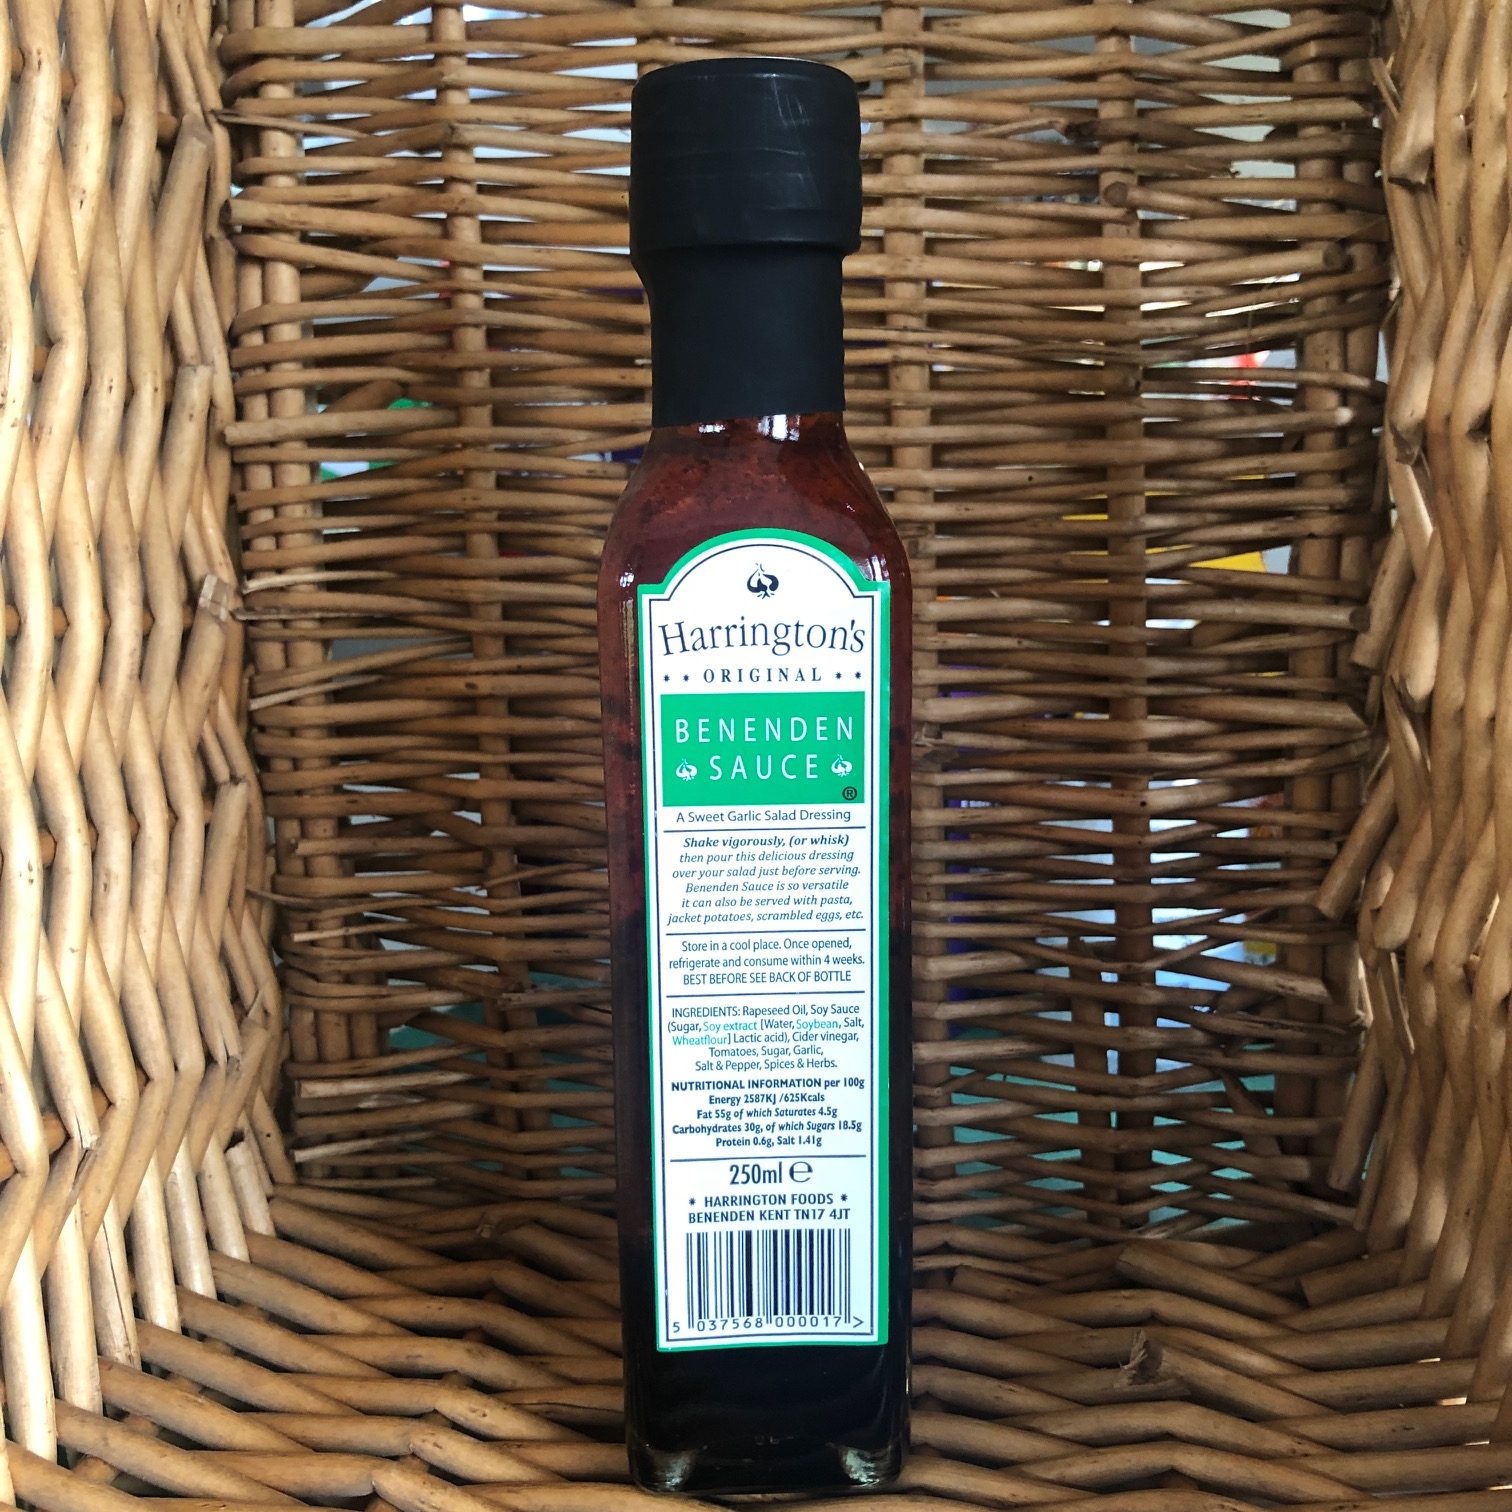 Harrington's
ORIGINAL
BENENDEN
SAUCE
®
A Sweet Garlic Salad Dressing
Shake vigorously, (or whisk)
then pour this delicious dressing
over your salad just before serving.
Benenden Sauce is so versatile
it can also be served with pasta,
jacket potatoes, scrambled eggs, etc.
Store in a cool place. Once opened,
refrigerate and consume within 4 weeks.
BEST BEFORE SEE BACK OF BOTTLE
INGREDIENTS: Rapeseed Oil, Soy Sauce
(Sugar, Soy extract [Water, Soybean, Salt,
Wheatflour] Lactic acid), Cider vinegar,
Tomatoes, Sugar, Garlic,
Salt & Pepper, Spices & Herbs.
NUTRITIONAL INFORMATION per 100g
Energy 2587KJ /625Kcals
Fat 55g of which Saturates 4.5g
Carbohydrates 30g, of which Sugars 18.5g
Protein 0.6g, Salt 1.41g
250ml ℮
* HARRINGTON FOODS *
BENENDEN KENT TN17 4JT
5 037568 000017 >